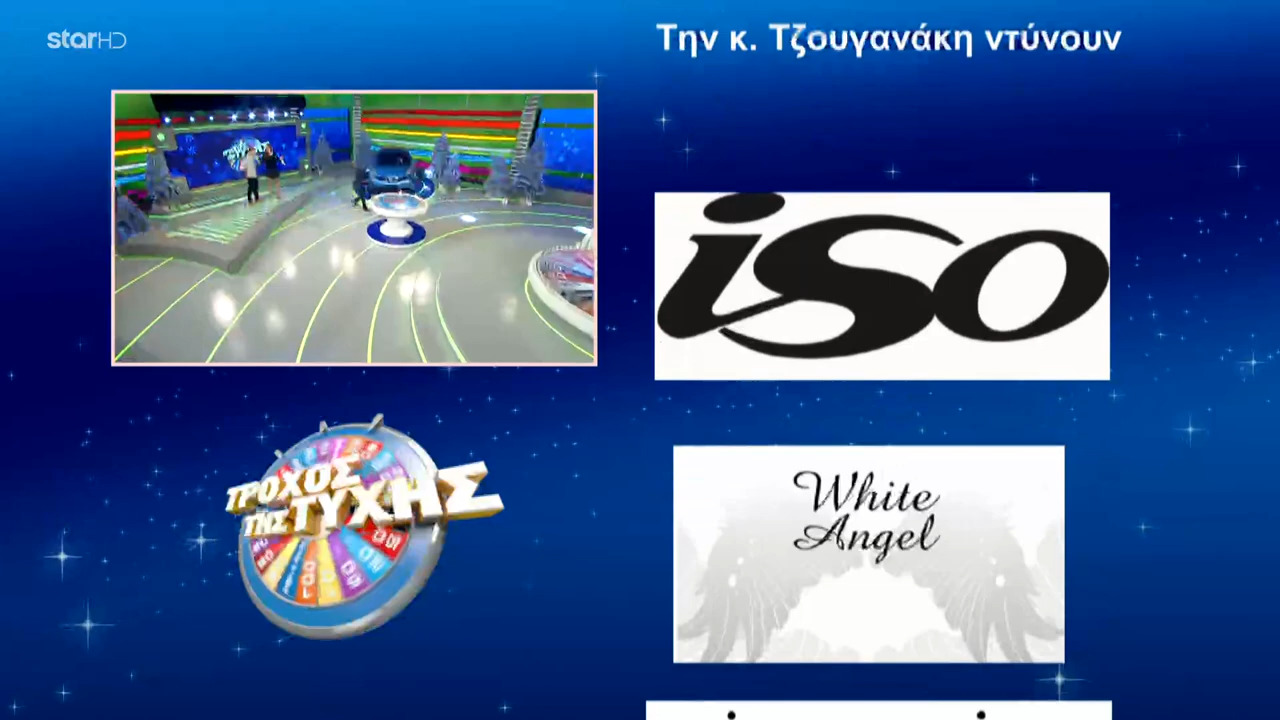 starHD
Την κ. Τζουγανάκη ντύνουν
iso
ΤΡΟΧΟΣ
ΤΗΣ ΤΥΧΗΣ
White
Angel